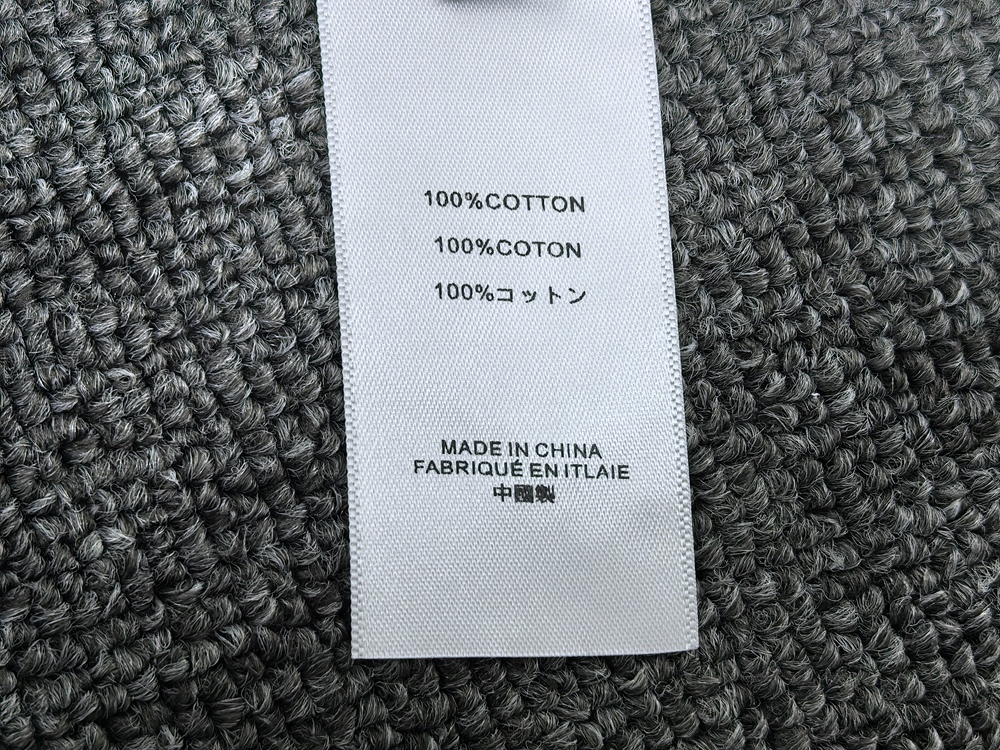 100%COTTON
100%COTON
100%コットン
MADE IN CHINA
FABRIQUÉ EN ITLAIE
中國製